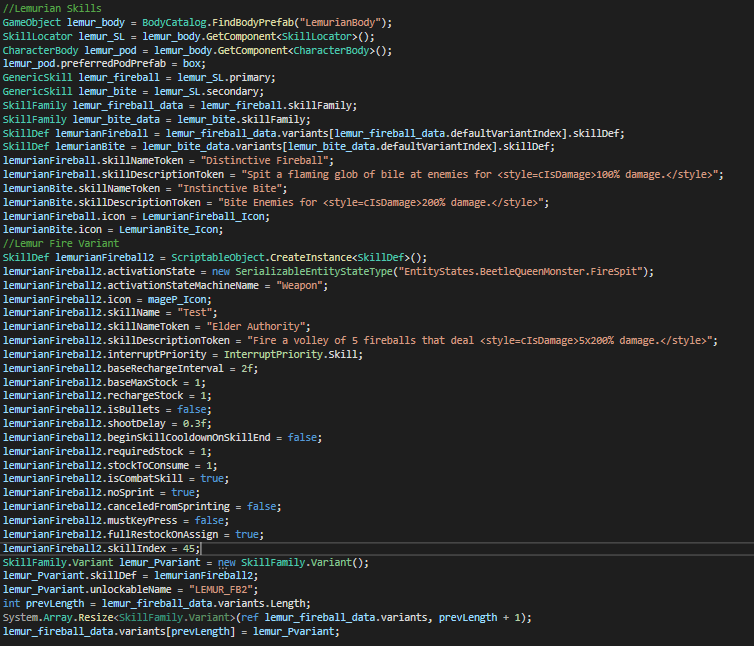 //Lemurian Skills
GameObject lemur_body = BodyCatalog.FindBodyPrefab("LemurianBody");
SkillLocator lemur_SL = lemur_body.GetComponent<SkillLocator>();
CharacterBody lemur_pod = lemur_body.GetComponent<CharacterBody>();
lemur_pod.preferredPodPrefab = box;
GenericSkill lemur_fireball = lemur_SL.primary;
GenericSkill lemur_bite = lemur_SL.secondary;
SkillFamily lemur_fireball_data = lemur_fireball.skillFamily;
SkillFamily lemur_bite_data = lemur_bite.skillFamily;
SkillDef lemurianFireball = lemur_fireball_data.variants[lemur_fireball_data.defaultVariantIndex].skillDef;
SkillDef lemurianBite = lemur_bite_data.variants[lemur_bite_data.defaultVariantIndex].skillDef;
lemurianFireball.skillNameToken = "Distinctive Fireball";
lemurianFireball.skillDescriptionToken = "Spit a flaming glob of bile at enemies for <style=cIsDamage>100% damage.</style>";
lemurianBite.skillNameToken = "Instinctive Bite";
lemurianBite.skillDescriptionToken = "Bite Enemies for <style=cIsDamage>200% damage.</style>";
lemurianFireball.icon = LemurianFireball_Icon;
lemurianBite.icon = LemurianBite_Icon;
//Lemur Fire Variant
SkillDef lemurianFireball2 = ScriptableObject.CreateInstance<SkillDef>();
lemurianFireball2.activationState = new SerializableEntityStateType("EntityStates.BeetleQueenMonster.FireSpit");
lemurianFireball2.activationStateMachineName = "Weapon";
lemurianFireball2.icon = mageP_Icon;
lemurianFireball2.skillName = "Test";
lemurianFireball2.skillNameToken = "Elder Authority";
lemurianFireball2.skillDescriptionToken = "Fire a volley of 5 fireballs that deal <style=cIsDamage>5x200% damage.</style>";
lemurianFireball2.interruptPriority = InterruptPriority.Skill;
lemurianFireball2.baseRechargeInterval = 2f;
lemurianFireball2.baseMaxStock = 1;
lemurianFireball2.rechargeStock = 1;
lemurianFireball2.isBullets = false;
lemurianFireball2.shootDelay = 0.3f;
lemurianFireball2.beginSkillCooldownOnSkillEnd = false;
lemurianFireball2.requiredStock = 1;
lemurianFireball2.stockToConsume = 1;
lemurianFireball2.isCombatSkill = true;
lemurianFireball2.noSprint = true;
lemurianFireball2.canceledFromSprinting = false;
lemurianFireball2.mustKeyPress = false;
lemurianFireball2.fullRestockOnAssign = true;
lemurianFireball2.skillIndex = 45;
SkillFamily.Variant lemur_Pvariant = new SkillFamily.Variant();
lemur_Pvariant.skillDef = lemurianFireball2;
lemur_Pvariant.unlockableName = "LEMUR_FB2";
int prevLength = lemur_fireball_data.variants.Length;
System.Array.Resize<SkillFamily.Variant>(ref lemur_fireball_data.variants, prevLength + 1);
lemur_fireball_data.variants[prevLength] = lemur_Pvariant;